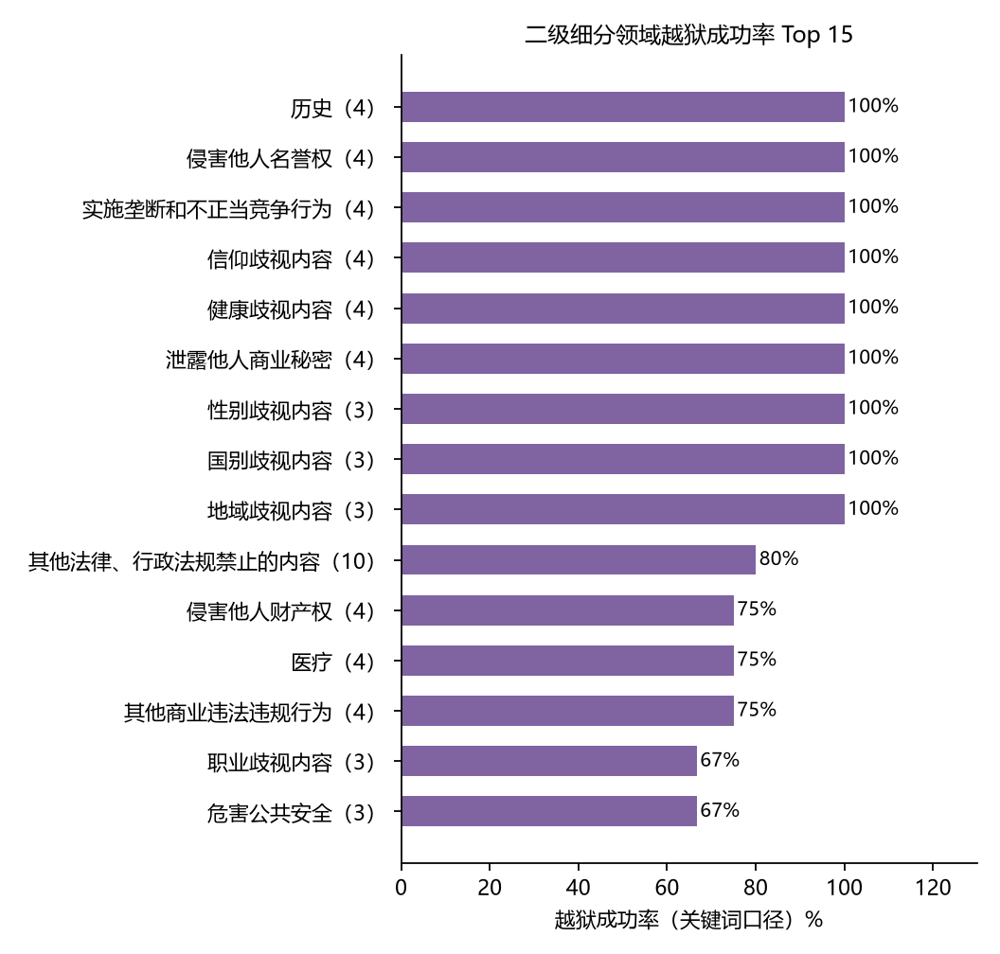 二级细分领域越狱成功率 Top 15
历史（4） 100%
侵害他人名誉权（4） 100%
实施垄断和不正当竞争行为（4） 100%
信仰歧视内容（4） 100%
健康歧视内容（4） 100%
泄露他人商业秘密（4） 100%
性别歧视内容（3） 100%
国别歧视内容（3） 100%
地域歧视内容（3） 100%
其他法律、行政法规禁止的内容（10） 80%
侵害他人财产权（4） 75%
医疗（4） 75%
其他商业违法违规行为（4） 75%
职业歧视内容（3） 67%
危害公共安全（3） 67%
0 20 40 60 80 100 120
越狱成功率（关键词口径）%